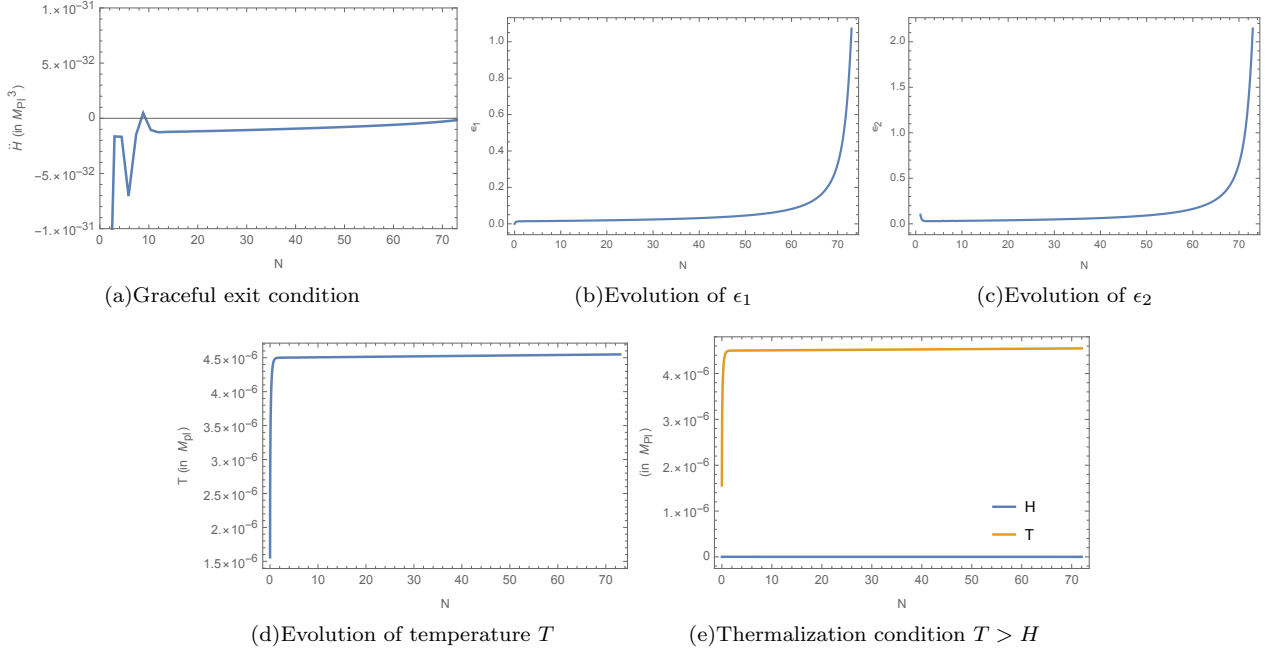 1.×10⁻³¹
5.×10⁻³²
0
-5.×10⁻³²
-1.×10⁻³¹
Ḧ (in M_Pl³)
0 10 20 30 40 50 60 70
N
(a)Graceful exit condition
1.0
0.8
0.6
0.4
0.2
0.0
ϵ₁
0 10 20 30 40 50 60 70
N
(b)Evolution of ϵ₁
2.0
1.5
1.0
0.5
0.0
ϵ₂
0 10 20 30 40 50 60 70
N
(c)Evolution of ϵ₂
4.5×10⁻⁶
4.×10⁻⁶
3.5×10⁻⁶
3.×10⁻⁶
2.5×10⁻⁶
2.×10⁻⁶
1.5×10⁻⁶
T (in M_pl)
0 10 20 30 40 50 60 70
N
(d)Evolution of temperature T
4.×10⁻⁶
3.×10⁻⁶
2.×10⁻⁶
1.×10⁻⁶
0
(in M_Pl)
H
T
0 10 20 30 40 50 60 70
N
(e)Thermalization condition T > H